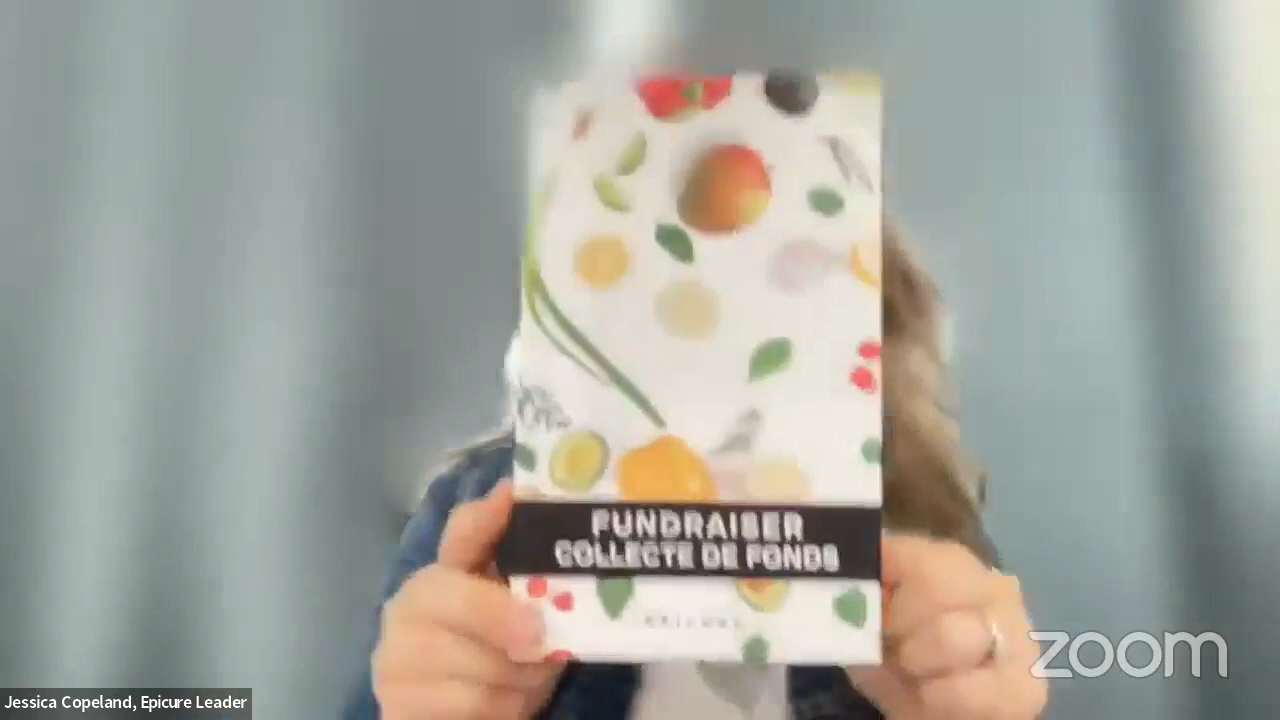 FUNDRAISER
COLLECTE DE FONDS
zoom
Jessica Copeland, Epicure Leader